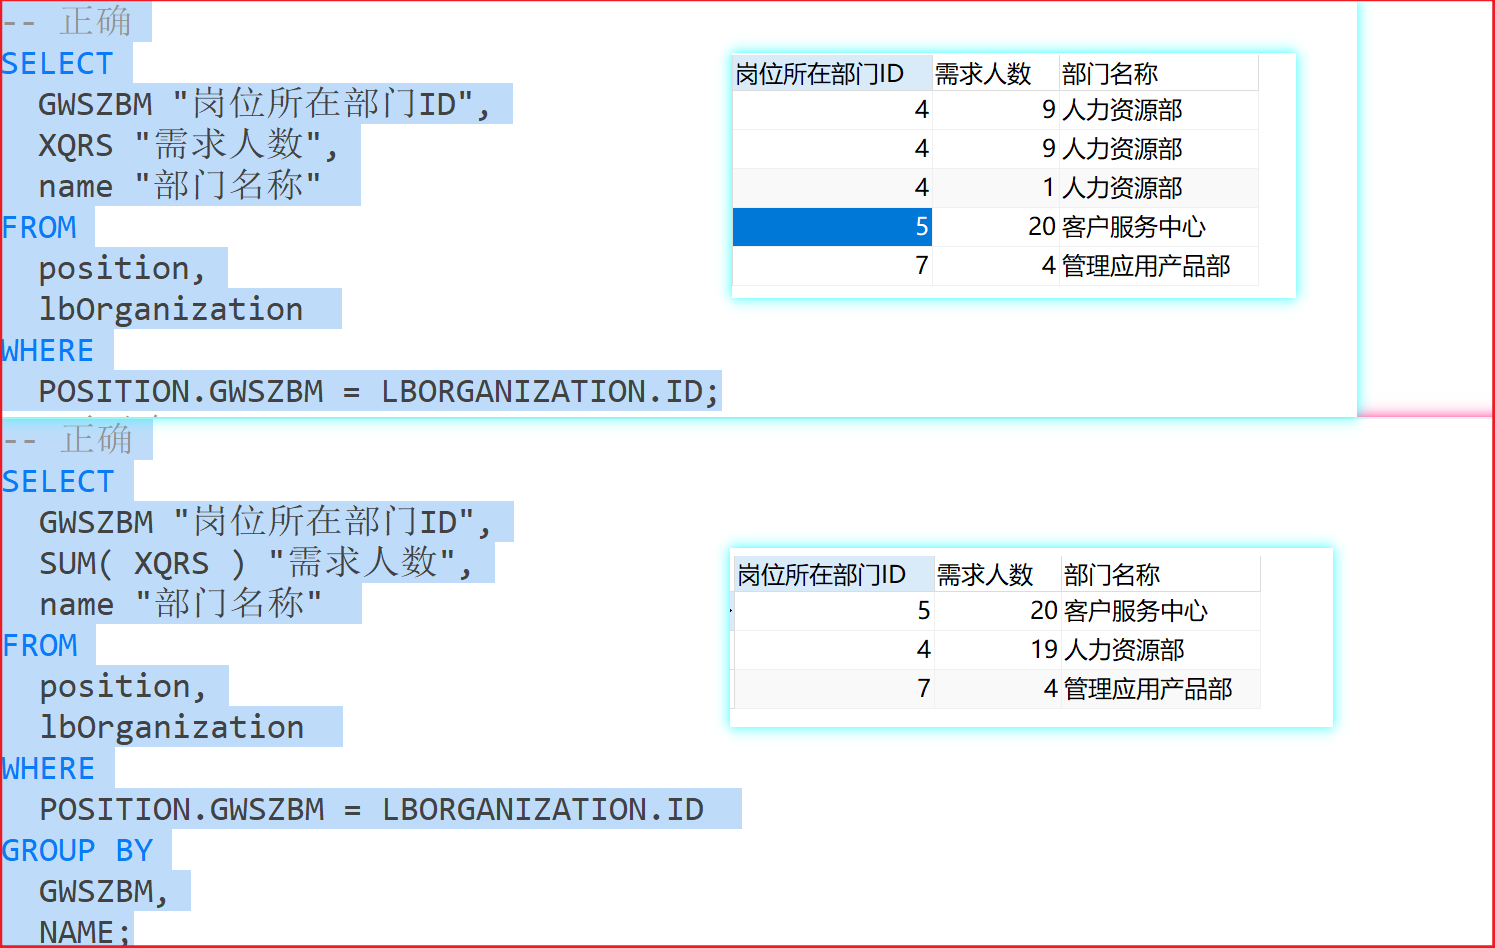 -- 正确
SELECT
GWSZBM "岗位所在部门ID",
XQRS "需求人数",
name "部门名称"
FROM
position,
lbOrganization
WHERE
POSITION.GWSZBM = LBORGANIZATION.ID;
岗位所在部门ID 需求人数 部门名称
4 9 人力资源部
4 9 人力资源部
4 1 人力资源部
5 20 客户服务中心
7 4 管理应用产品部
-- 正确
SELECT
GWSZBM "岗位所在部门ID",
SUM( XQRS ) "需求人数",
name "部门名称"
FROM
position,
lbOrganization
WHERE
POSITION.GWSZBM = LBORGANIZATION.ID
GROUP BY
GWSZBM,
NAME;
岗位所在部门ID 需求人数 部门名称
5 20 客户服务中心
4 19 人力资源部
7 4 管理应用产品部